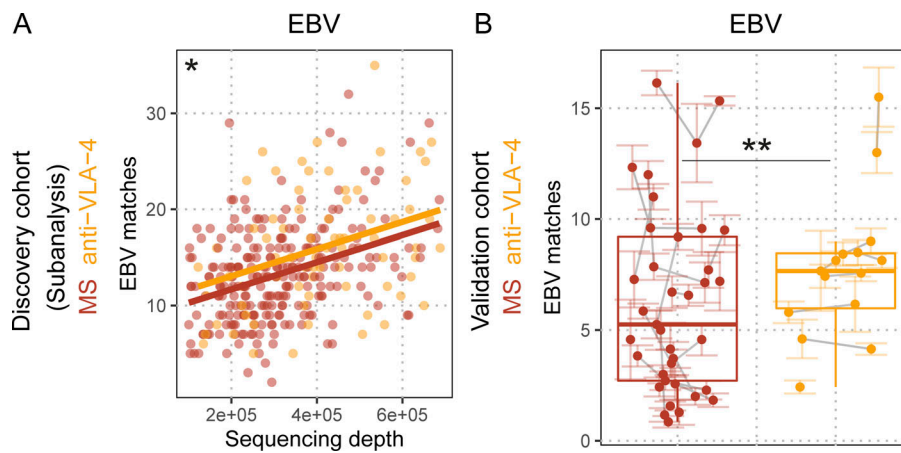 A
EBV
Discovery cohort
(Subanalysis)
MS anti-VLA-4
EBV matches
*
30
20
10
2e+05 4e+05 6e+05
Sequencing depth
B
EBV
Validation cohort
MS anti-VLA-4
EBV matches
**
15
10
5
0